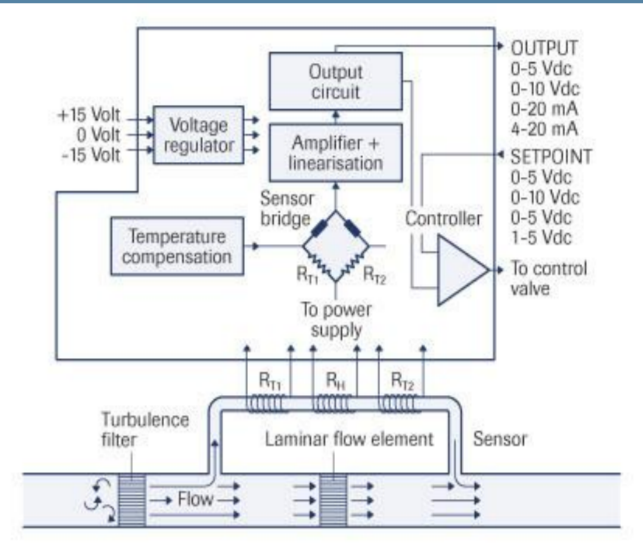 OUTPUT
0-5 Vdc
0-10 Vdc
0-20 mA
4-20 mA
Output
circuit
+15 Volt
0 Volt
-15 Volt
Voltage
regulator
Amplifier +
linearisation
SETPOINT
0-5 Vdc
0-10 Vdc
0-5 Vdc
1-5 Vdc
Sensor
bridge
Controller
Temperature
compensation
RT1
RT2
To control
valve
To power
supply
RT1
RH
RT2
Turbulence
filter
Laminar flow element
Sensor
Flow